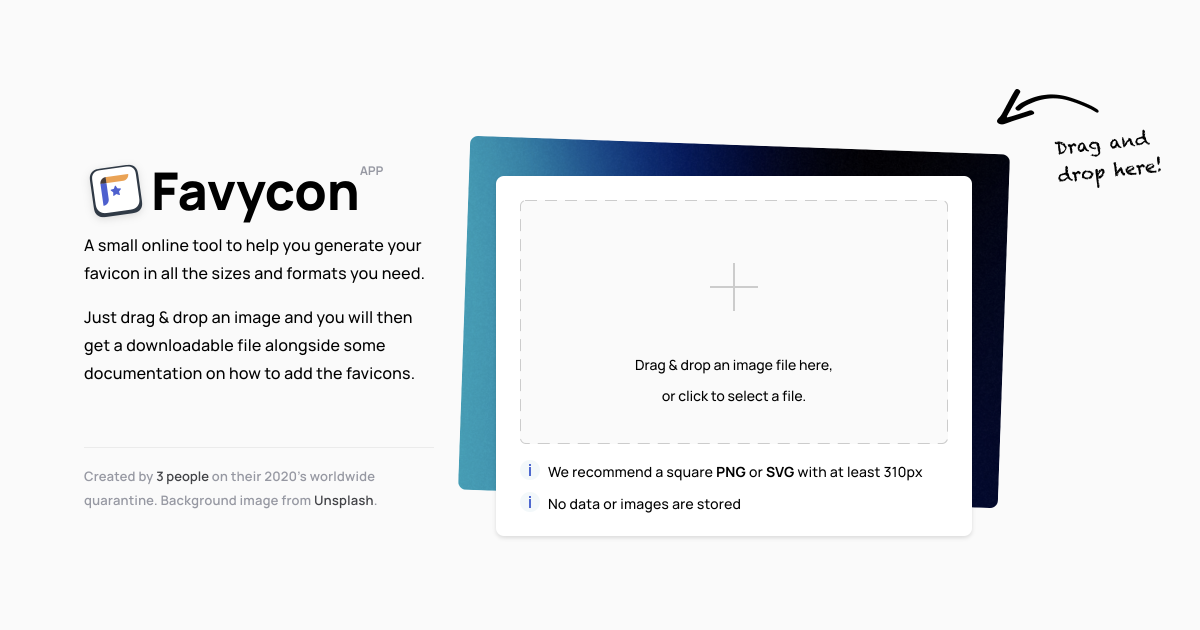 Favycon
APP
A small online tool to help you generate your
favicon in all the sizes and formats you need.
Just drag & drop an image and you will then
get a downloadable file alongside some
documentation on how to add the favicons.
Created by 3 people on their 2020's worldwide
quarantine. Background image from Unsplash.
Drag and
drop here!
Drag & drop an image file here,
or click to select a file.
i We recommend a square PNG or SVG with at least 310px
i No data or images are stored